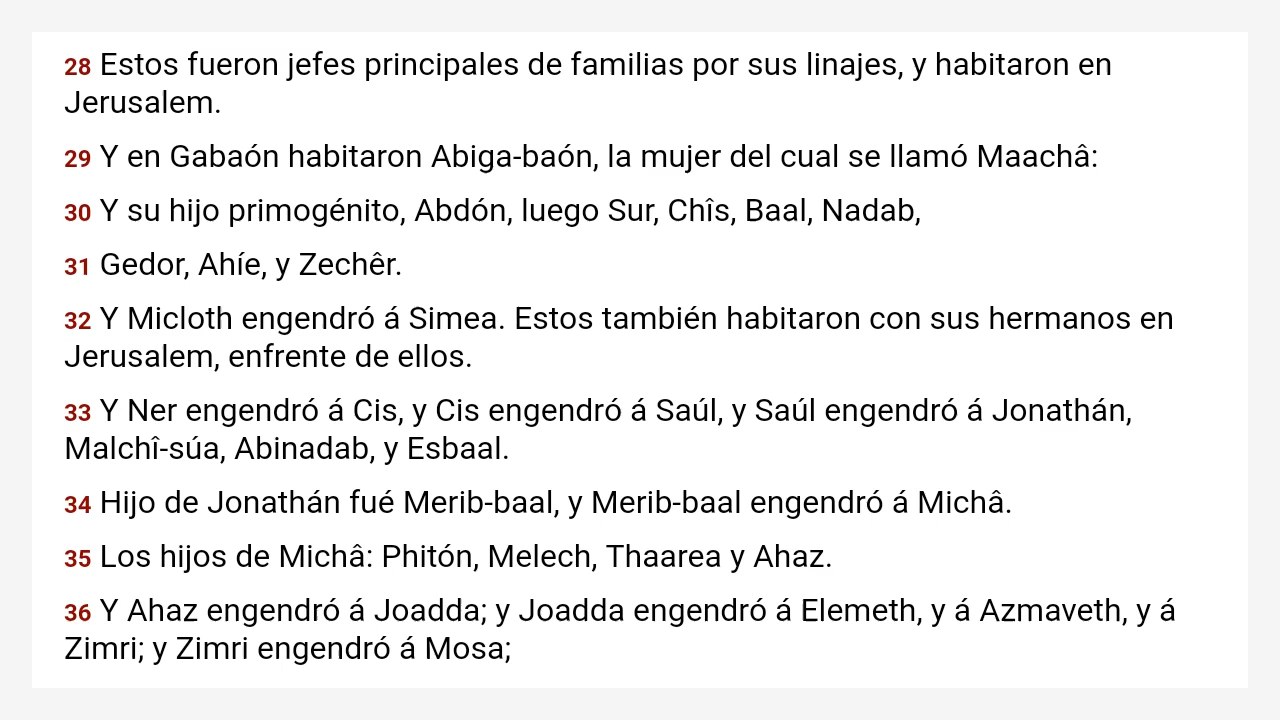 28 Estos fueron jefes principales de familias por sus linajes, y habitaron en
Jerusalem.
29 Y en Gabaón habitaron Abiga-baón, la mujer del cual se llamó Maachâ:
30 Y su hijo primogénito, Abdón, luego Sur, Chîs, Baal, Nadab,
31 Gedor, Ahíe, y Zechêr.
32 Y Micloth engendró á Simea. Estos también habitaron con sus hermanos en
Jerusalem, enfrente de ellos.
33 Y Ner engendró á Cis, y Cis engendró á Saúl, y Saúl engendró á Jonathán,
Malchî-súa, Abinadab, y Esbaal.
34 Hijo de Jonathán fué Merib-baal, y Merib-baal engendró á Michâ.
35 Los hijos de Michâ: Phitón, Melech, Thaarea y Ahaz.
36 Y Ahaz engendró á Joadda; y Joadda engendró á Elemeth, y á Azmaveth, y á
Zimri; y Zimri engendró á Mosa;